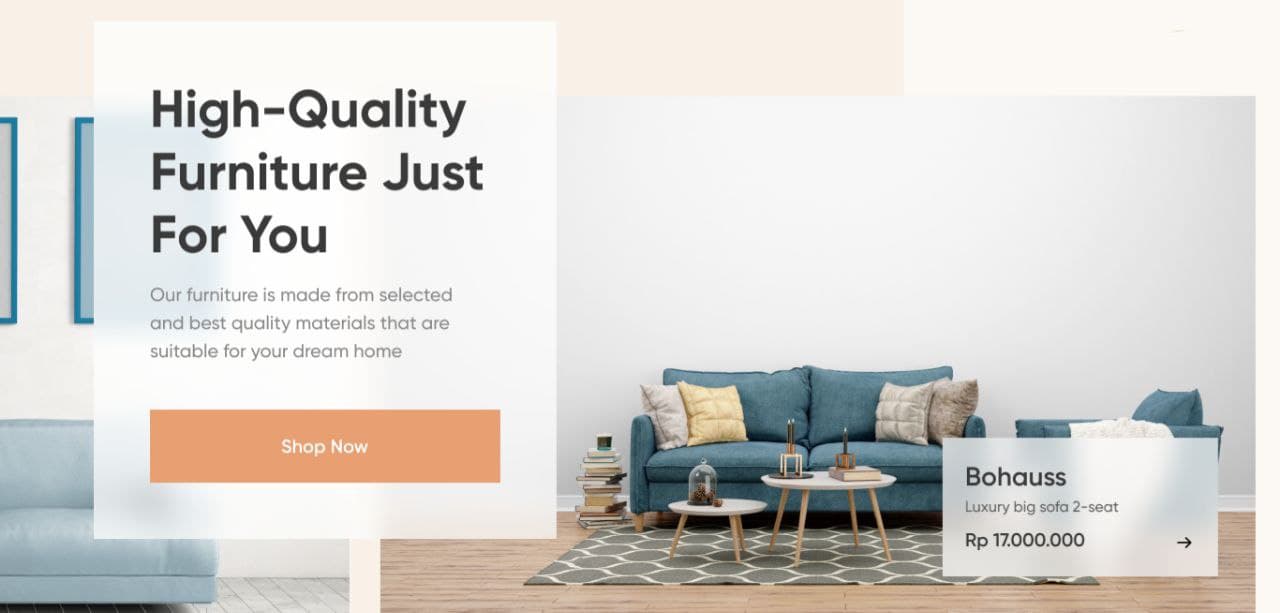 High-Quality
Furniture Just
For You
Our furniture is made from selected
and best quality materials that are
suitable for your dream home
Shop Now
Bohauss
Luxury big sofa 2-seat
Rp 17.000.000